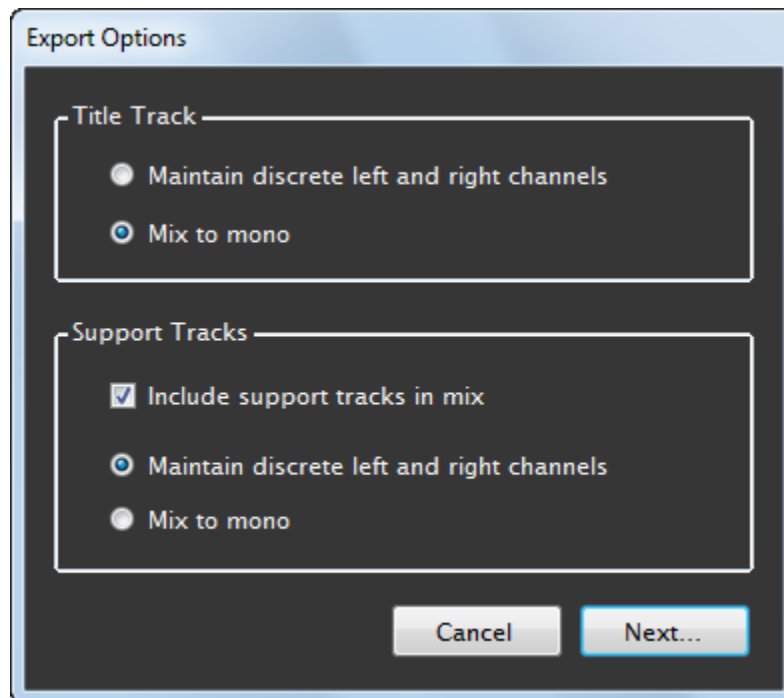 Export Options
Title Track
Maintain discrete left and right channels
Mix to mono
Support Tracks
Include support tracks in mix
Maintain discrete left and right channels
Mix to mono
Cancel Next...